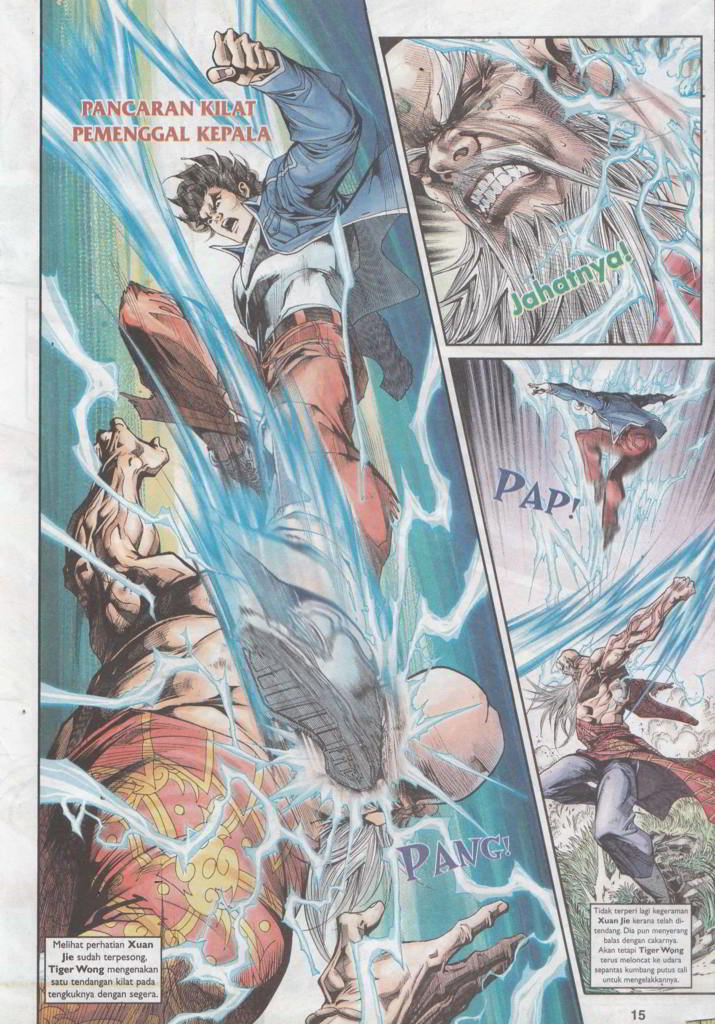 PANCARAN KILAT
PEMENGGAL KEPALA
Jahatnya!
PAP!
PANG!
Melihat perhatian Xuan
Jie sudah terpesong,
Tiger Wong mengenakan
satu tendangan kilat pada
tengkuknya dengan segera.
Tidak terperi lagi kegeraman
Xuan Jie kerana telah di-
tendang. Dia pun menyerang
balas dengan cakarnya.
Akan tetapi Tiger Wong
terus meloncat ke udara
sepantas kumbang putus tali
untuk mengelakkannya.
15